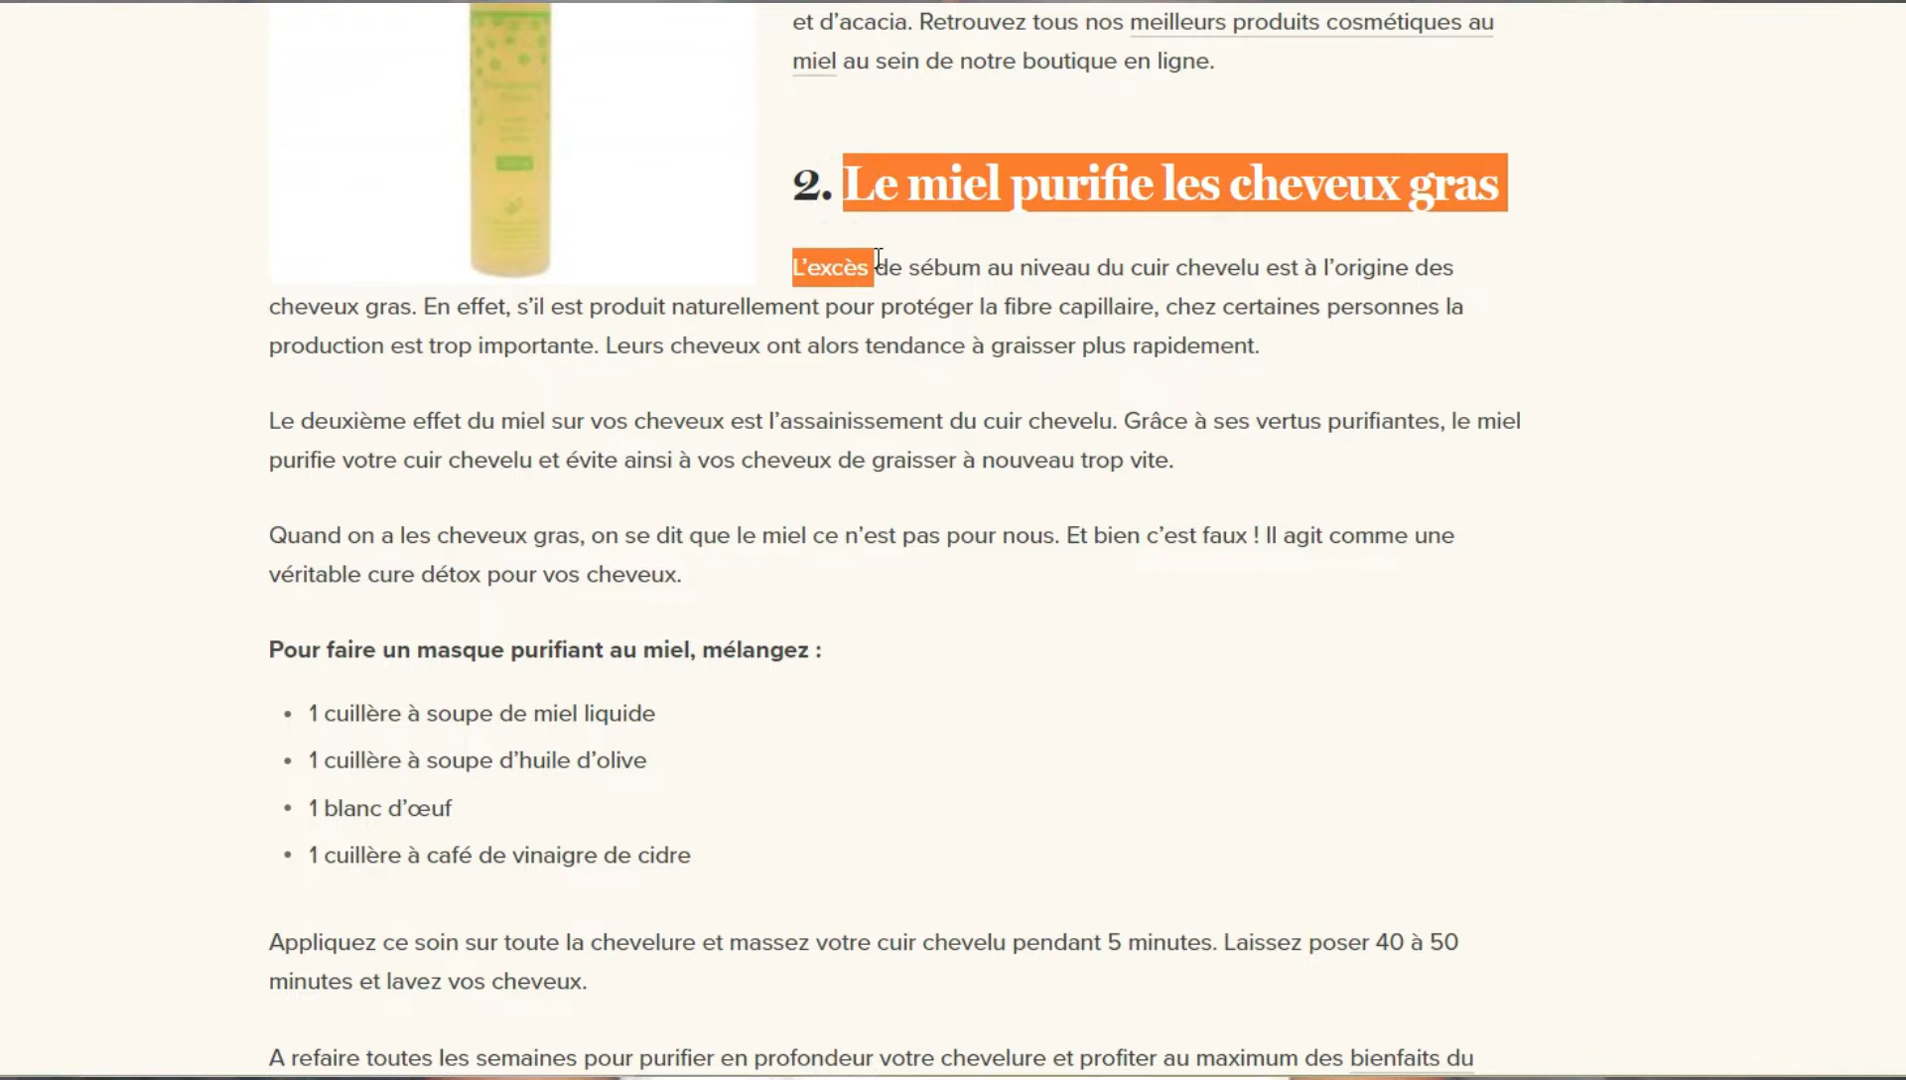 et d’acacia. Retrouvez tous nos meilleurs produits cosmétiques au
miel au sein de notre boutique en ligne.
2. Le miel purifie les cheveux gras
L’excès de sébum au niveau du cuir chevelu est à l’origine des
cheveux gras. En effet, s’il est produit naturellement pour protéger la fibre capillaire, chez certaines personnes la
production est trop importante. Leurs cheveux ont alors tendance à graisser plus rapidement.
Le deuxième effet du miel sur vos cheveux est l’assainissement du cuir chevelu. Grâce à ses vertus purifiantes, le miel
purifie votre cuir chevelu et évite ainsi à vos cheveux de graisser à nouveau trop vite.
Quand on a les cheveux gras, on se dit que le miel ce n’est pas pour nous. Et bien c’est faux ! Il agit comme une
véritable cure détox pour vos cheveux.
Pour faire un masque purifiant au miel, mélangez :
• 1 cuillère à soupe de miel liquide
• 1 cuillère à soupe d’huile d’olive
• 1 blanc d’œuf
• 1 cuillère à café de vinaigre de cidre
Appliquez ce soin sur toute la chevelure et massez votre cuir chevelu pendant 5 minutes. Laissez poser 40 à 50
minutes et lavez vos cheveux.
A refaire toutes les semaines pour purifier en profondeur votre chevelure et profiter au maximum des bienfaits du